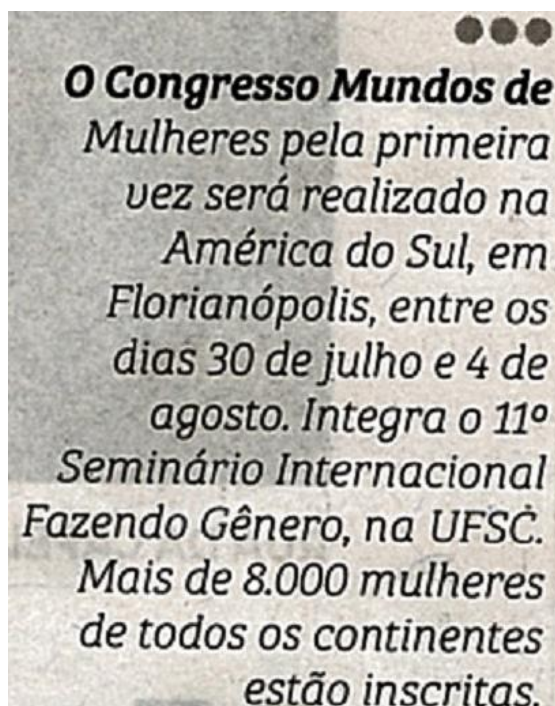 O Congresso Mundos de
Mulheres pela primeira
vez será realizado na
América do Sul, em
Florianópolis, entre os
dias 30 de julho e 4 de
agosto. Integra o 11º
Seminário Internacional
Fazendo Gênero, na UFSC.
Mais de 8.000 mulheres
de todos os continentes
estão inscritas.